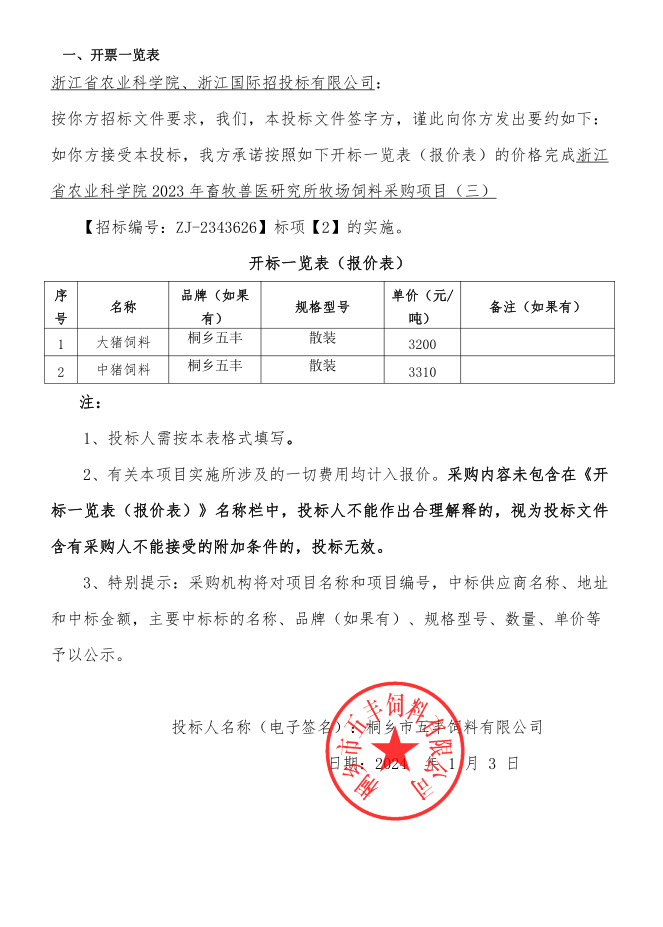 一、开票一览表
浙江省农业科学院、浙江国际招投标有限公司：
按你方招标文件要求，我们，本投标文件签字方，谨此向你方发出要约如下：
如你方接受本投标，我方承诺按照如下开标一览表（报价表）的价格完成浙江
省农业科学院 2023 年畜牧兽医研究所牧场饲料采购项目（三）
【招标编号：ZJ-2343626】标项【2】的实施。
开标一览表（报价表）
序号 名称 品牌（如果有） 规格型号 单价（元/吨） 备注（如果有）
1 大猪饲料 桐乡五丰 散装 3200
2 中猪饲料 桐乡五丰 散装 3310
注：
1、投标人需按本表格式填写。
2、有关本项目实施所涉及的一切费用均计入报价。采购内容未包含在《开
标一览表（报价表）》名称栏中，投标人不能作出合理解释的，视为投标文件
含有采购人不能接受的附加条件的，投标无效。
3、特别提示：采购机构将对项目名称和项目编号，中标供应商名称、地址
和中标金额，主要中标标的名称、品牌（如果有）、规格型号、数量、单价等
予以公示。
投标人名称（电子签名）：桐乡市五丰饲料有限公司
日期：2024 年 1 月 3 日
桐乡市五丰饲料有限公司